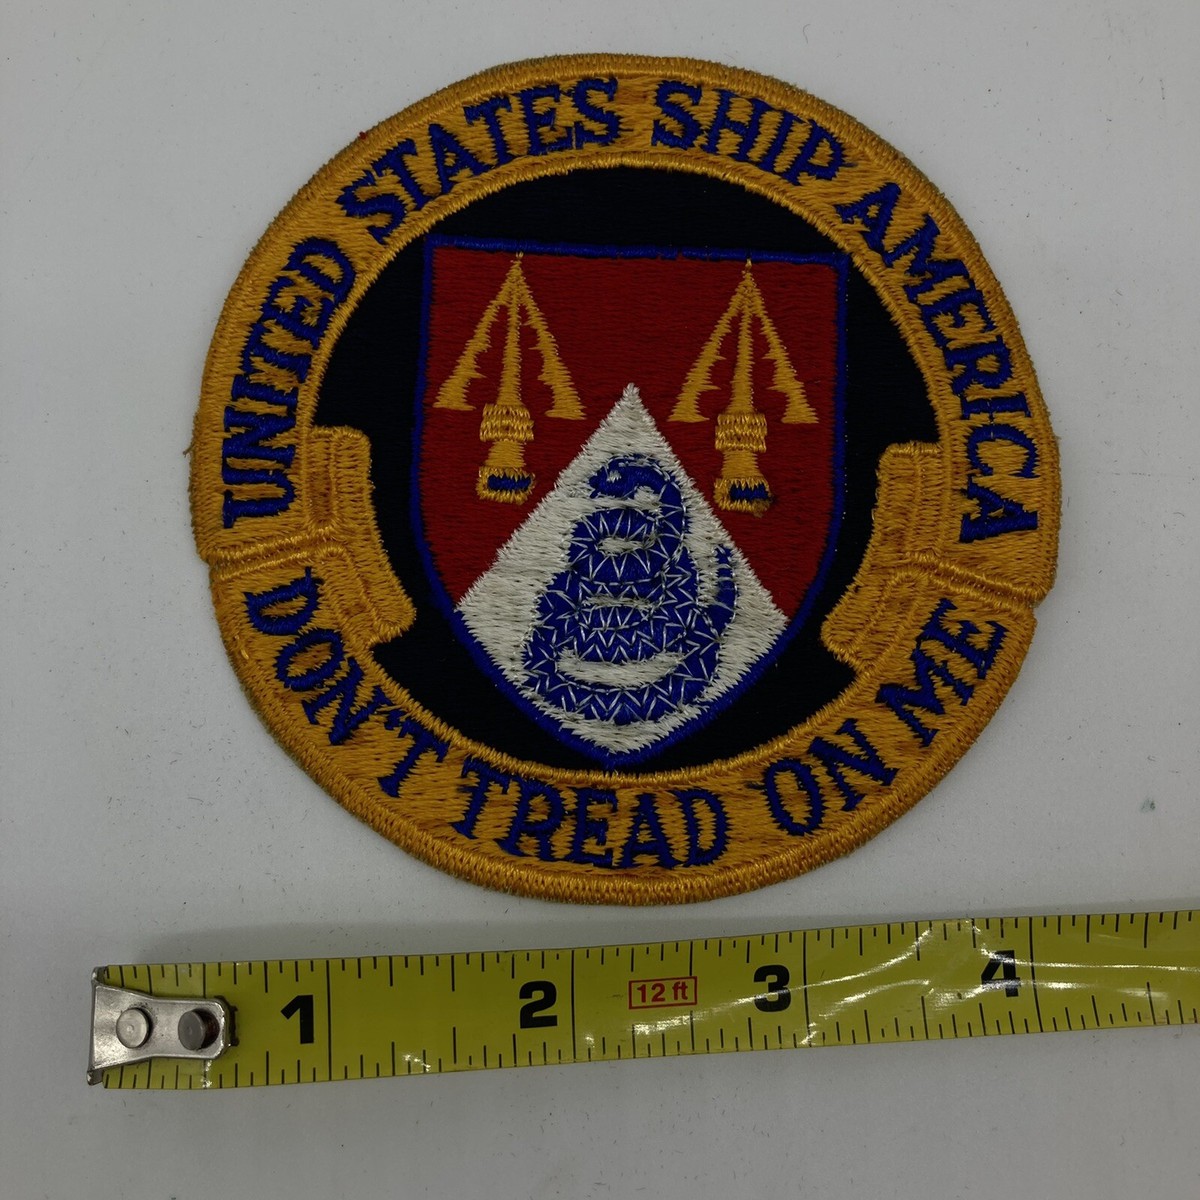 UNITED STATES SHIP AMERICA
DON'T TREAD ON ME
1 2 12 ft 3 4